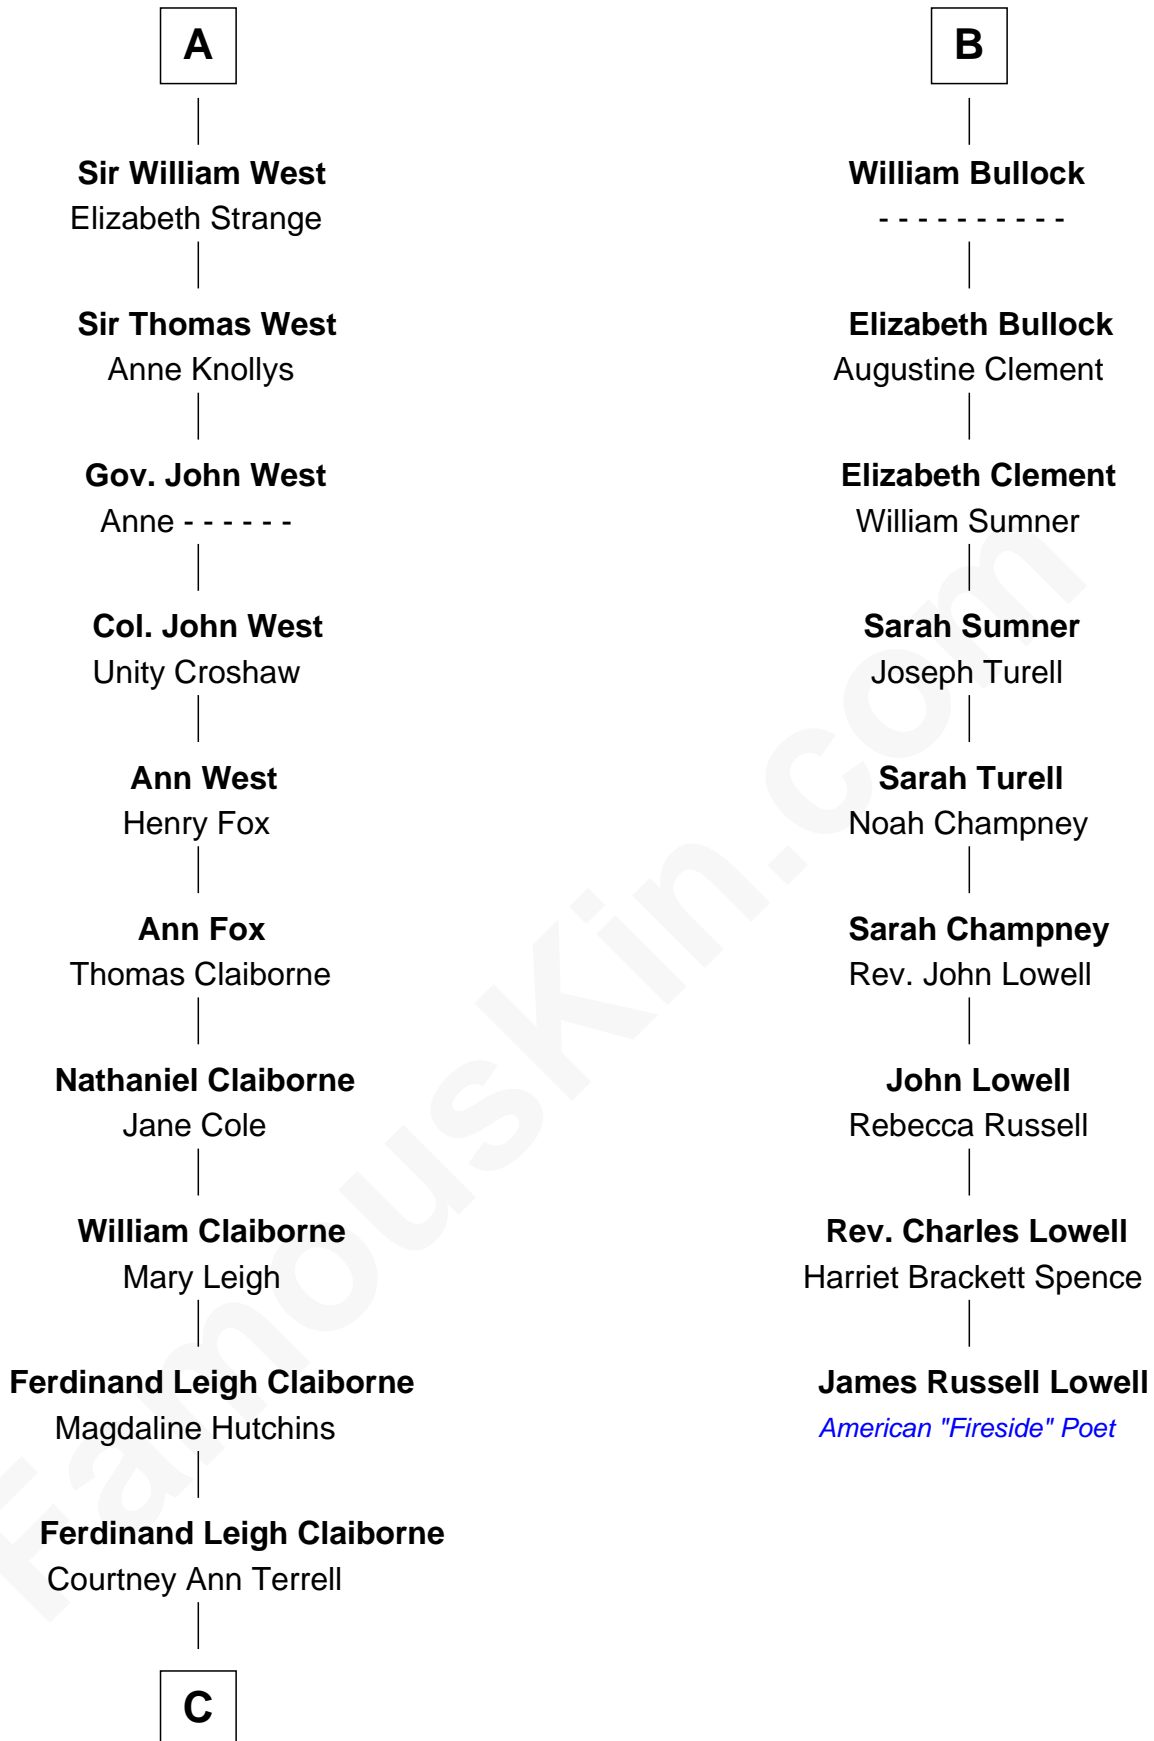 A
Sir William West
Elizabeth Strange
Sir Thomas West
Anne Knollys
Gov. John West
Anne - - - - - -
Col. John West
Unity Croshaw
Ann West
Henry Fox
Ann Fox
Thomas Claiborne
Nathaniel Claiborne
Jane Cole
William Claiborne
Mary Leigh
Ferdinand Leigh Claiborne
Magdaline Hutchins
Ferdinand Leigh Claiborne
Courtney Ann Terrell
C
B
William Bullock
- - - - - - - - - -
Elizabeth Bullock
Augustine Clement
Elizabeth Clement
William Sumner
Sarah Sumner
Joseph Turell
Sarah Turell
Noah Champney
Sarah Champney
Rev. John Lowell
John Lowell
Rebecca Russell
Rev. Charles Lowell
Harriet Brackett Spence
James Russell Lowell
American "Fireside" Poet
FamousKin.com